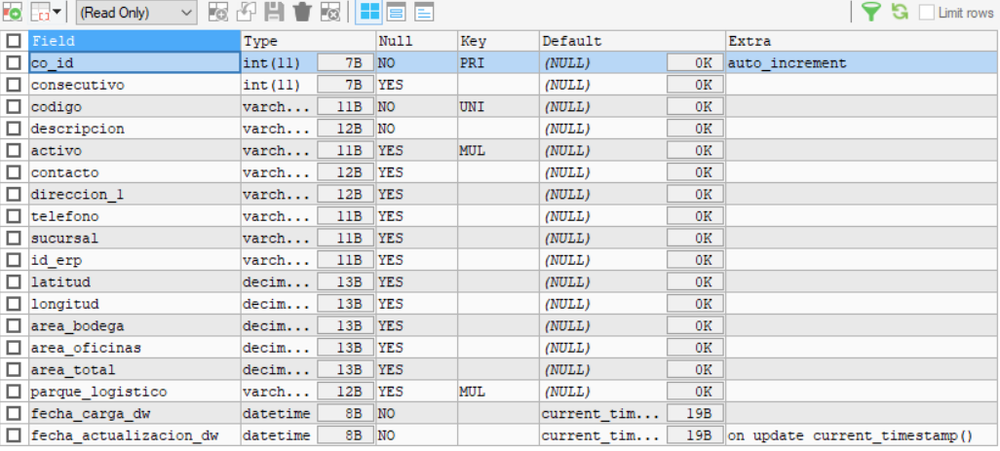 (Read Only) Limit rows
Field Type Null Key Default Extra
co_id int(11) 7B NO PRI (NULL) 0K auto_increment
consecutivo int(11) 7B YES (NULL) 0K
codigo varch... 11B NO UNI (NULL) 0K
descripcion varch... 12B NO (NULL) 0K
activo varch... 11B YES MUL (NULL) 0K
contacto varch... 12B YES (NULL) 0K
direccion_1 varch... 12B YES (NULL) 0K
telefono varch... 11B YES (NULL) 0K
sucursal varch... 11B YES (NULL) 0K
id_erp varch... 11B YES (NULL) 0K
latitud decim... 13B YES (NULL) 0K
longitud decim... 13B YES (NULL) 0K
area_bodega decim... 13B YES (NULL) 0K
area_oficinas decim... 13B YES (NULL) 0K
area_total decim... 13B YES (NULL) 0K
parque_logistico varch... 12B YES MUL (NULL) 0K
fecha_carga_dw datetime 8B NO current_tim... 19B
fecha_actualizacion_dw datetime 8B NO current_tim... 19B on update current_timestamp()